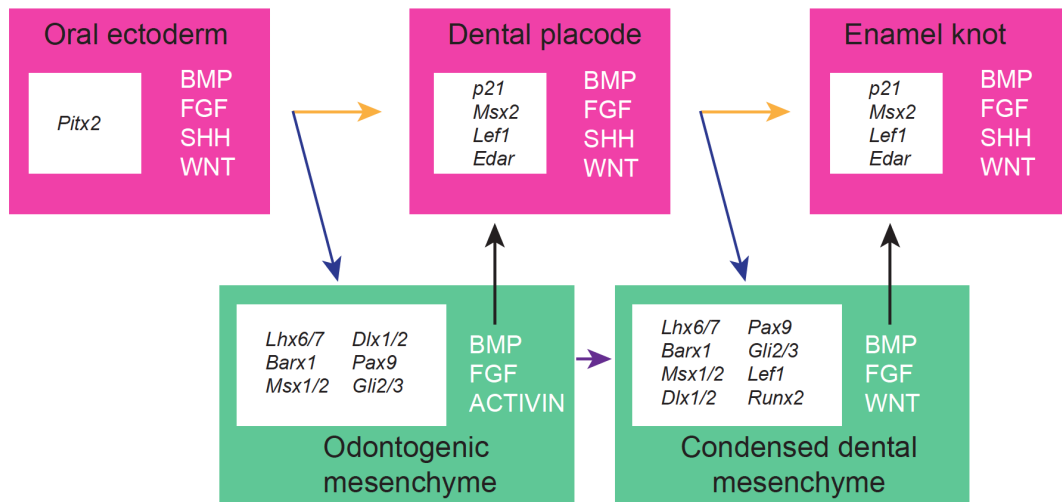 Oral ectoderm
Pitx2
BMP
FGF
SHH
WNT
Dental placode
p21
Msx2
Lef1
Edar
BMP
FGF
SHH
WNT
Enamel knot
p21
Msx2
Lef1
Edar
BMP
FGF
SHH
WNT
Lhx6/7 Dlx1/2
Barx1 Pax9
Msx1/2 Gli2/3
BMP
FGF
ACTIVIN
Odontogenic
mesenchyme
Lhx6/7 Pax9
Barx1 Gli2/3
Msx1/2 Lef1
Dlx1/2 Runx2
BMP
FGF
WNT
Condensed dental
mesenchyme